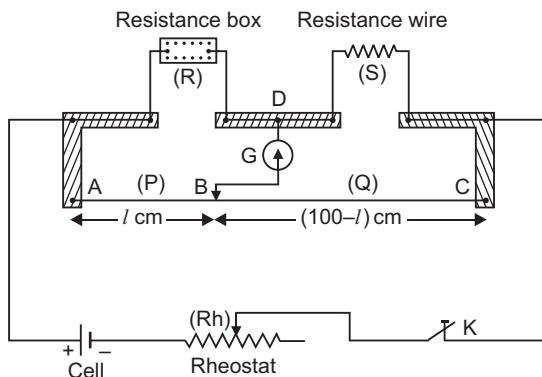 Resistance box Resistance wire
(R) (S)
D
G
A (P) B (Q) C
l cm (100–l) cm
(Rh) K
+ –
Rheostat
Cell